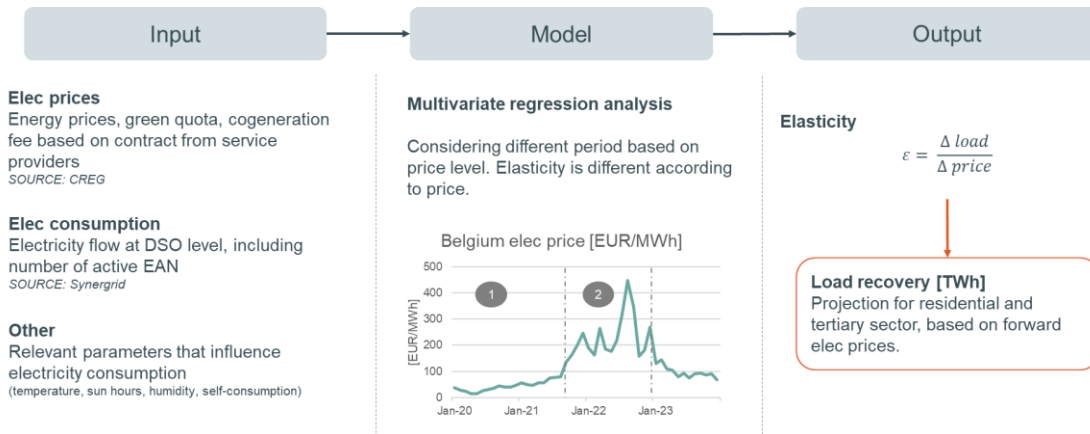 Input
Model
Output
Elec prices
Energy prices, green quota, cogeneration
fee based on contract from service
providers
SOURCE: CREG
Elec consumption
Electricity flow at DSO level, including
number of active EAN
SOURCE: Synergrid
Other
Relevant parameters that influence
electricity consumption
(temperature, sun hours, humidity, self-consumption)
Multivariate regression analysis
Considering different period based on
price level. Elasticity is different according
to price.
Belgium elec price [EUR/MWh]
[EUR/MWh]
500
400
300
200
100
0
1
2
Jan-20
Jan-21
Jan-22
Jan-23
Elasticity
ε = Δ load / Δ price
Load recovery [TWh]
Projection for residential and
tertiary sector, based on forward
elec prices.